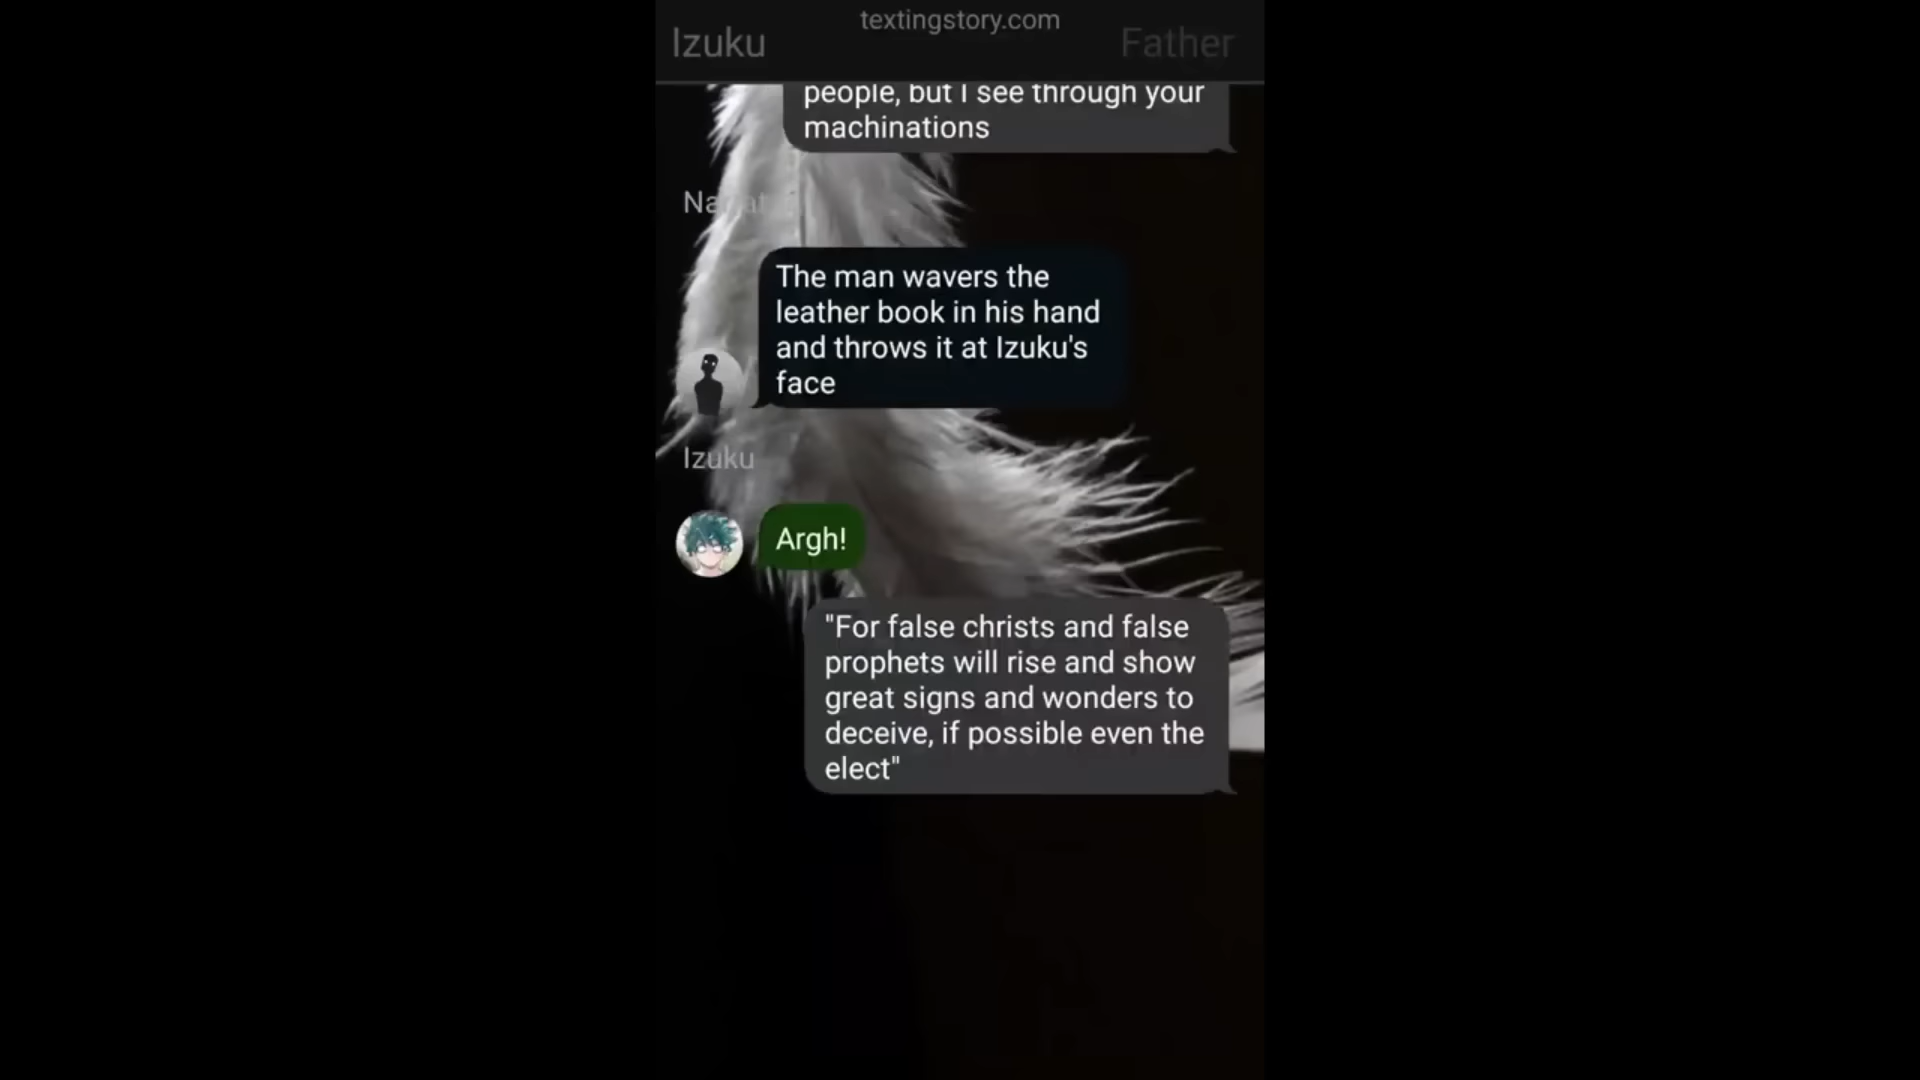 textingstory.com
Izuku
Father
people, but I see through your
machinations
Narrat
The man wavers the
leather book in his hand
and throws it at Izuku's
face
Izuku
Argh!
"For false christs and false
prophets will rise and show
great signs and wonders to
deceive, if possible even the
elect"